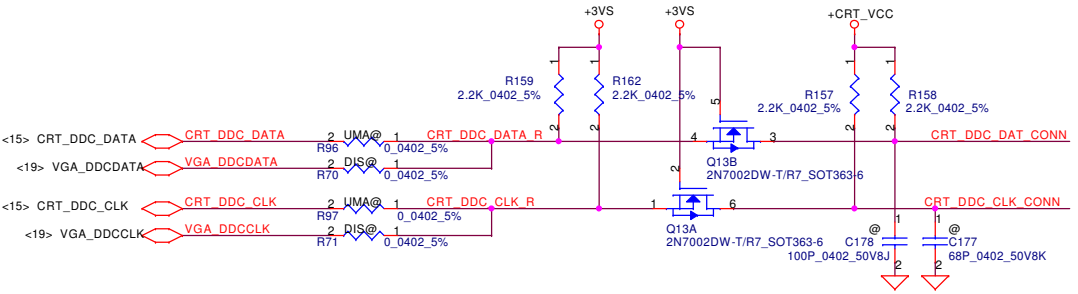 +3VS
+3VS
+CRT_VCC
1
1
1
1
R159
2.2K_0402_5%
R162
2.2K_0402_5%
R157
2.2K_0402_5%
R158
2.2K_0402_5%
2
2
2
2
5
<15> CRT_DDC_DATA
CRT_DDC_DATA
2 UMA@ 1
R96
0_0402_5%
CRT_DDC_DATA_R
4
3
CRT_DDC_DAT_CONN
<19> VGA_DDCDATA
VGA_DDCDATA
2 DIS@ 1
R70
0_0402_5%
Q13B
2N7002DW-T/R7_SOT363-6
2
<15> CRT_DDC_CLK
CRT_DDC_CLK
2 UMA@ 1
R97
0_0402_5%
CRT_DDC_CLK_R
1
6
CRT_DDC_CLK_CONN
<19> VGA_DDCCLK
VGA_DDCCLK
2 DIS@ 1
R71
0_0402_5%
Q13A
2N7002DW-T/R7_SOT363-6
@
1
C178
100P_0402_50V8J
2
@
1
C177
68P_0402_50V8K
2